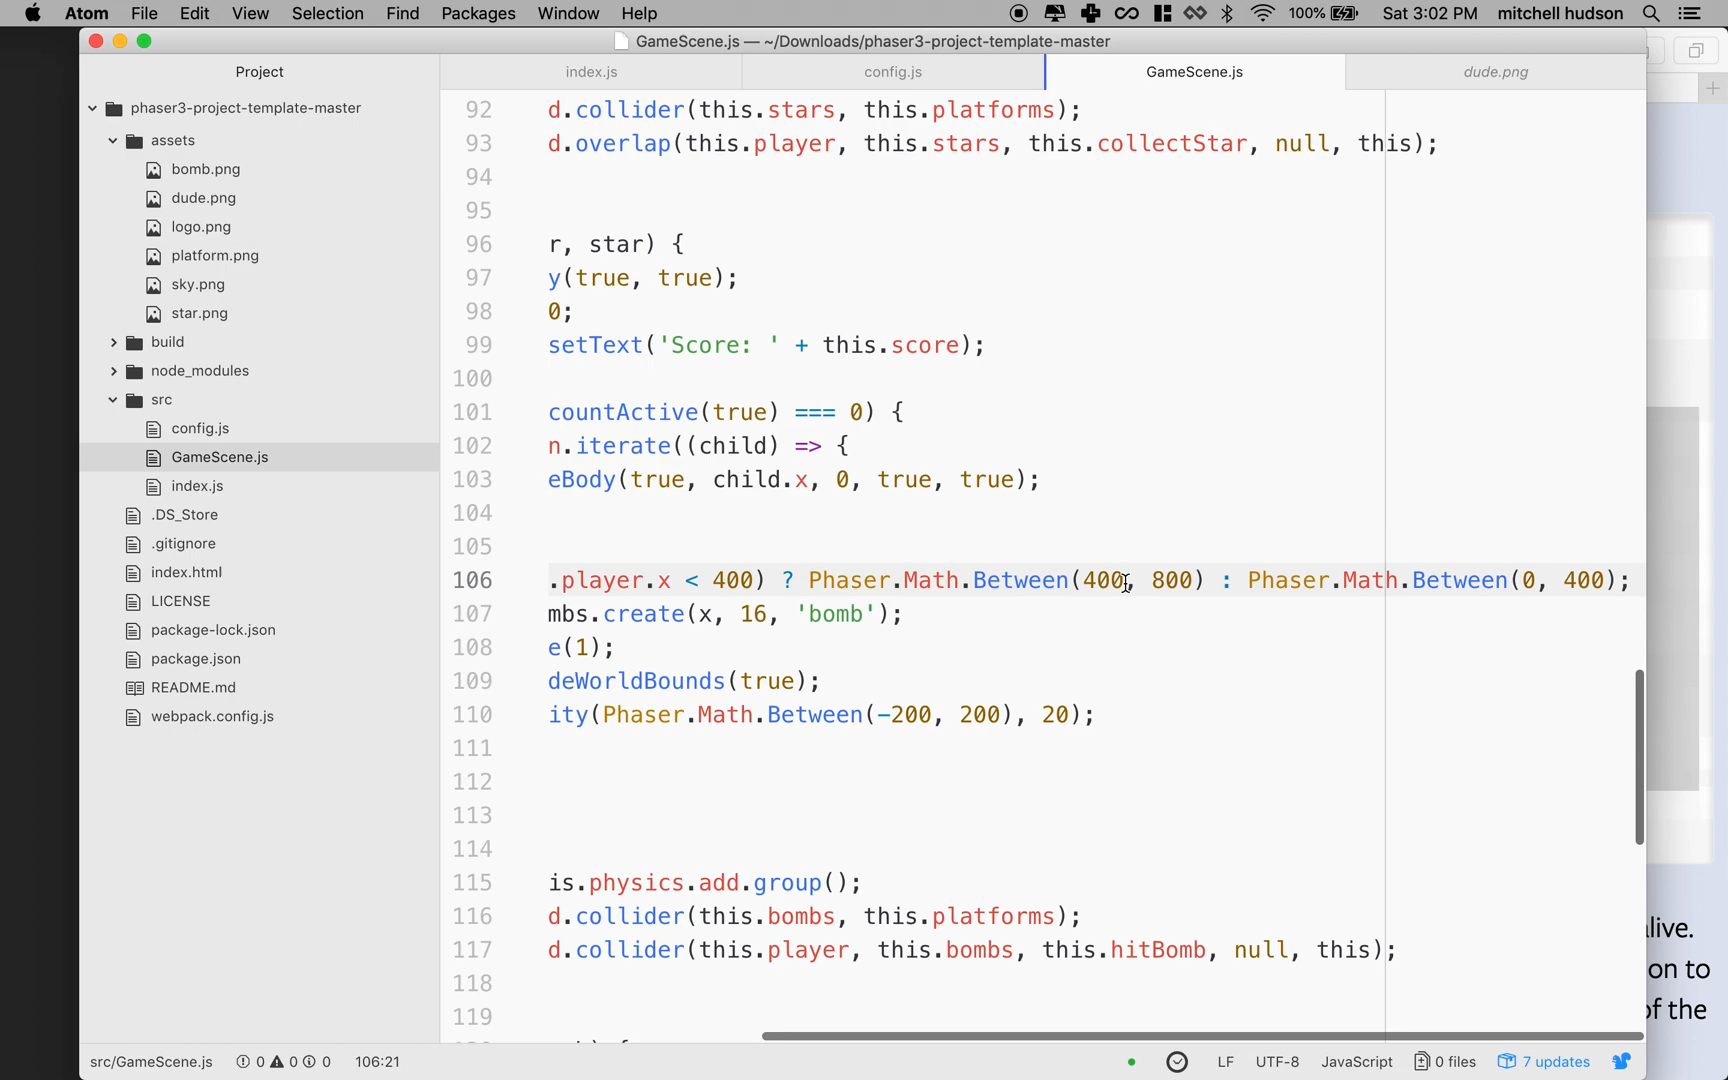 Atom File Edit View Selection Find Packages Window Help 100% Sat 3:02 PM mitchell hudson
GameScene.js — ~/Downloads/phaser3-project-template-master
Project
index.js config.js GameScene.js dude.png
phaser3-project-template-master
assets
bomb.png
dude.png
logo.png
platform.png
sky.png
star.png
build
node_modules
src
config.js
GameScene.js
index.js
.DS_Store
.gitignore
index.html
LICENSE
package-lock.json
package.json
README.md
webpack.config.js
92 d.collider(this.stars, this.platforms);
93 d.overlap(this.player, this.stars, this.collectStar, null, this);
94
95
96 r, star) {
97 y(true, true);
98 0;
99 setText('Score: ' + this.score);
100
101 countActive(true) === 0) {
102 n.iterate((child) => {
103 eBody(true, child.x, 0, true, true);
104
105
106 .player.x < 400) ? Phaser.Math.Between(400, 800) : Phaser.Math.Between(0, 400);
107 mbs.create(x, 16, 'bomb');
108 e(1);
109 deWorldBounds(true);
110 ity(Phaser.Math.Between(-200, 200), 20);
111
112
113
114
115 is.physics.add.group();
116 d.collider(this.bombs, this.platforms);
117 d.collider(this.player, this.bombs, this.hitBomb, null, this);
118
119
live.
on to
of the
src/GameScene.js 0 0 0 106:21 LF UTF-8 JavaScript 0 files 7 updates